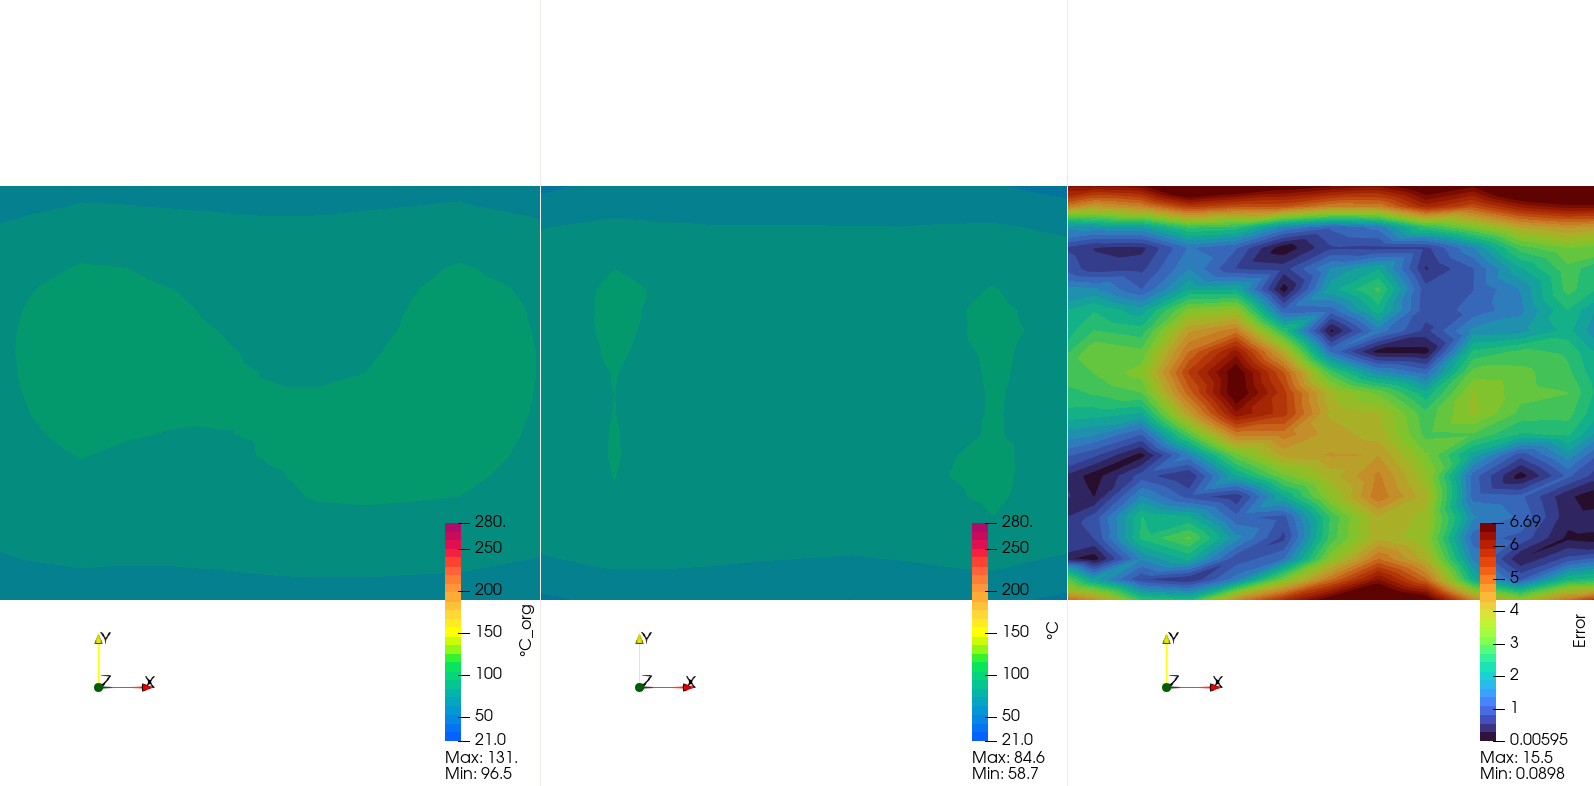 280.
250
200
150
100
50
21.0
°C_org
Max: 131.
Min: 96.5
Y
Z
X
280.
250
200
150
100
50
21.0
°C
Max: 84.6
Min: 58.7
Y
Z
X
6.69
6
5
4
3
2
1
0.00595
Error
Max: 15.5
Min: 0.0898
Y
Z
X